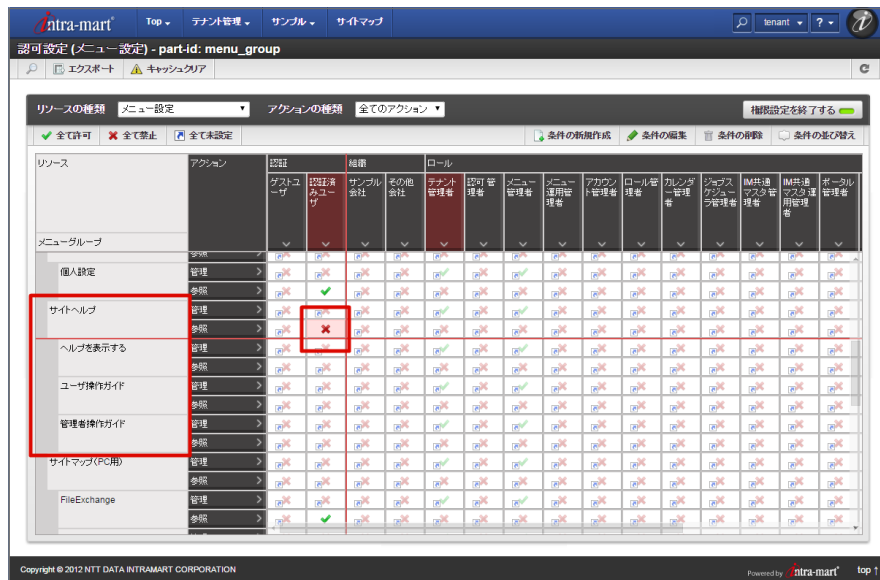 intra-mart Top テナント管理 サンプル サイトマップ tenant ?
認可設定 (メニュー設定) - part-id: menu_group
エクスポート キャッシュクリア
リソースの種類 メニュー設定 アクションの種類 全てのアクション 権限設定を終了する
全て許可 全て禁止 全て未設定 条件の新規作成 条件の編集 条件の削除 条件の並び替え
リソース アクション 認証 組織 ロール
ゲストユーザ 認証済みユーザ サンプル会社 その他会社 テナント管理者 認可管理者 メニュー管理者 メニュー運用管理者 アカウント管理者 ロール管理者 カレンダー管理者 ジョブスケジューラ管理者 IM共通マスタ管理者 IM共通マスタ運用管理者 ポータル管理者
メニューグループ
参照
個人設定 管理
参照
サイトヘルプ 管理
参照
ヘルプを表示する 管理
参照
ユーザ操作ガイド 管理
参照
管理者操作ガイド 管理
参照
サイトマップ(PC用) 管理
参照
FileExchange 管理
参照
Copyright © 2012 NTT DATA INTRAMART CORPORATION Powered by intra-mart top ↑